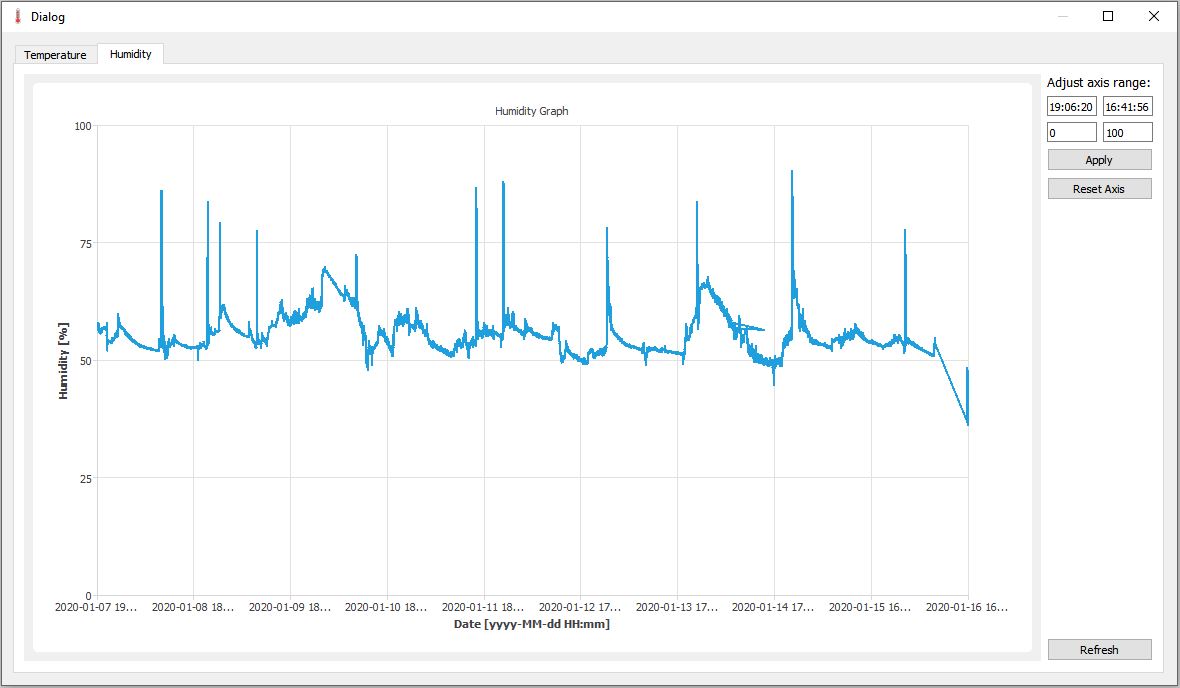 Dialog
Temperature Humidity
Adjust axis range:
19:06:20 16:41:56
0 100
Apply
Reset Axis
Humidity Graph
100
75
50
25
0
Humidity [%]
2020-01-07 19... 2020-01-08 18... 2020-01-09 18... 2020-01-10 18... 2020-01-11 18... 2020-01-12 17... 2020-01-13 17... 2020-01-14 17... 2020-01-15 16... 2020-01-16 16...
Date [yyyy-MM-dd HH:mm]
Refresh